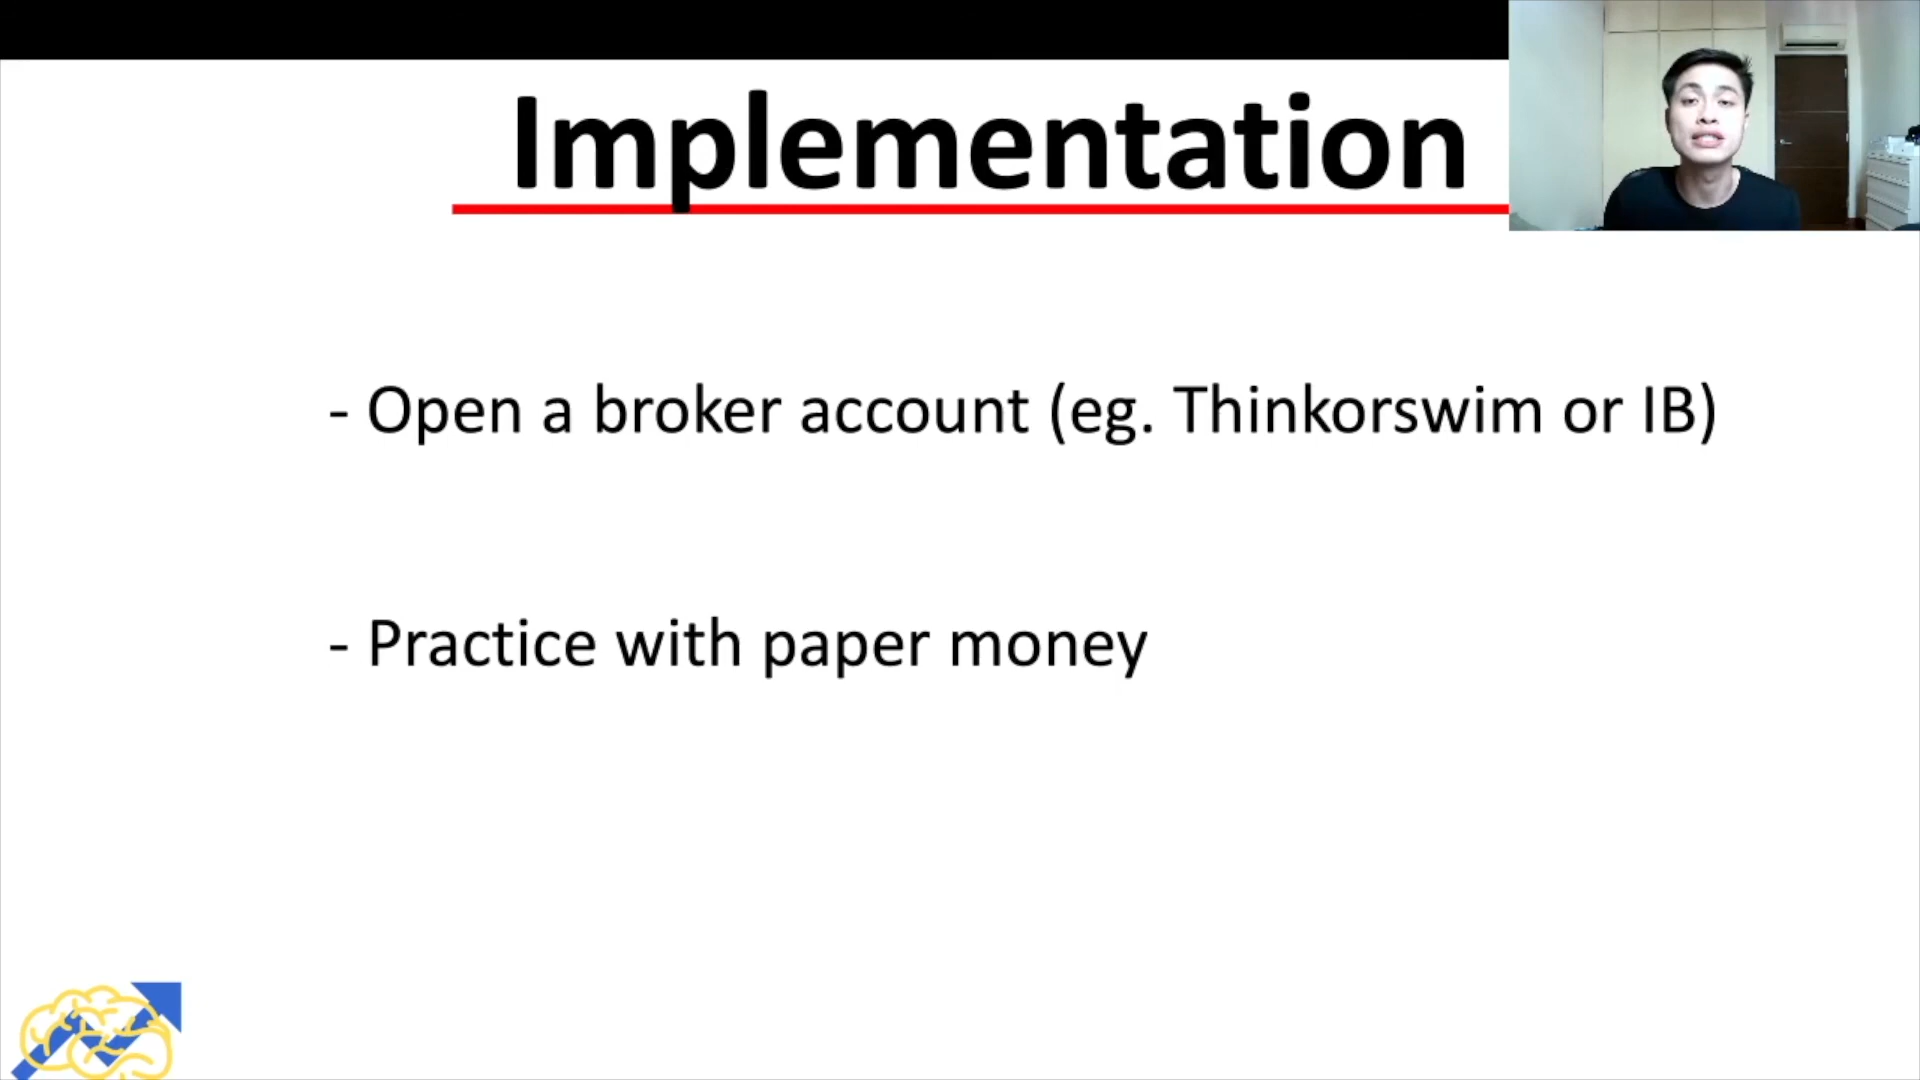 Implementation
- Open a broker account (eg. Thinkorswim or IB)
- Practice with paper money